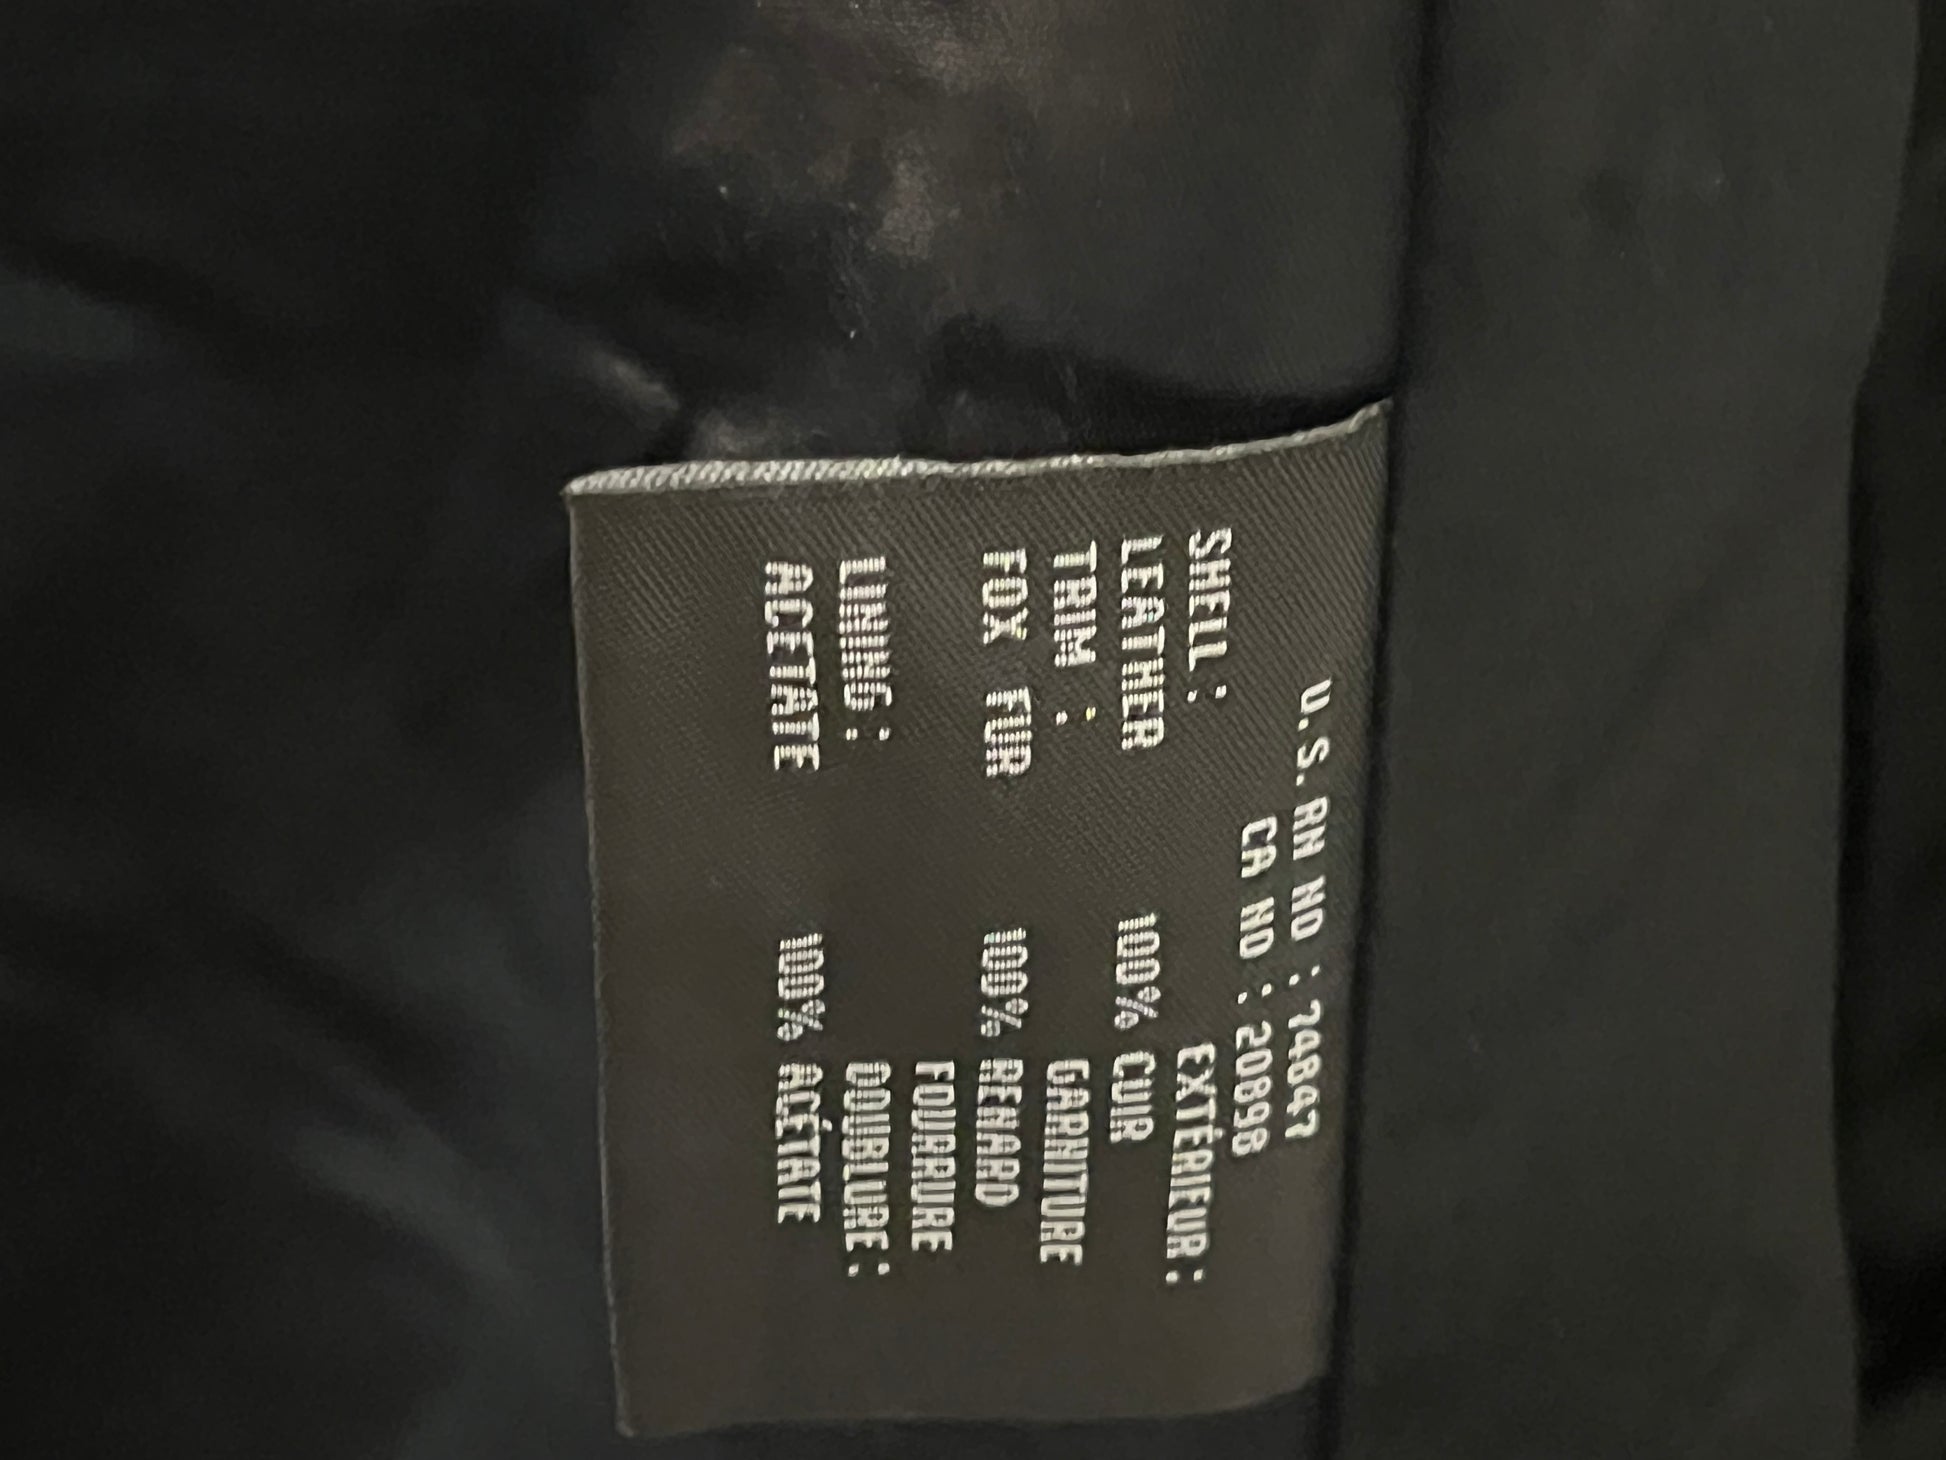 U.S.RN NO : 74847
CA NO : 20898
SHELL : EXTÉRIEUR :
LEATHER 100% CUIR
TRIM : GARNITURE
FOX FUR 100% RENARD
FOURRURE
LINING : DOUBLURE :
ACETATE 100% ACÉTATE